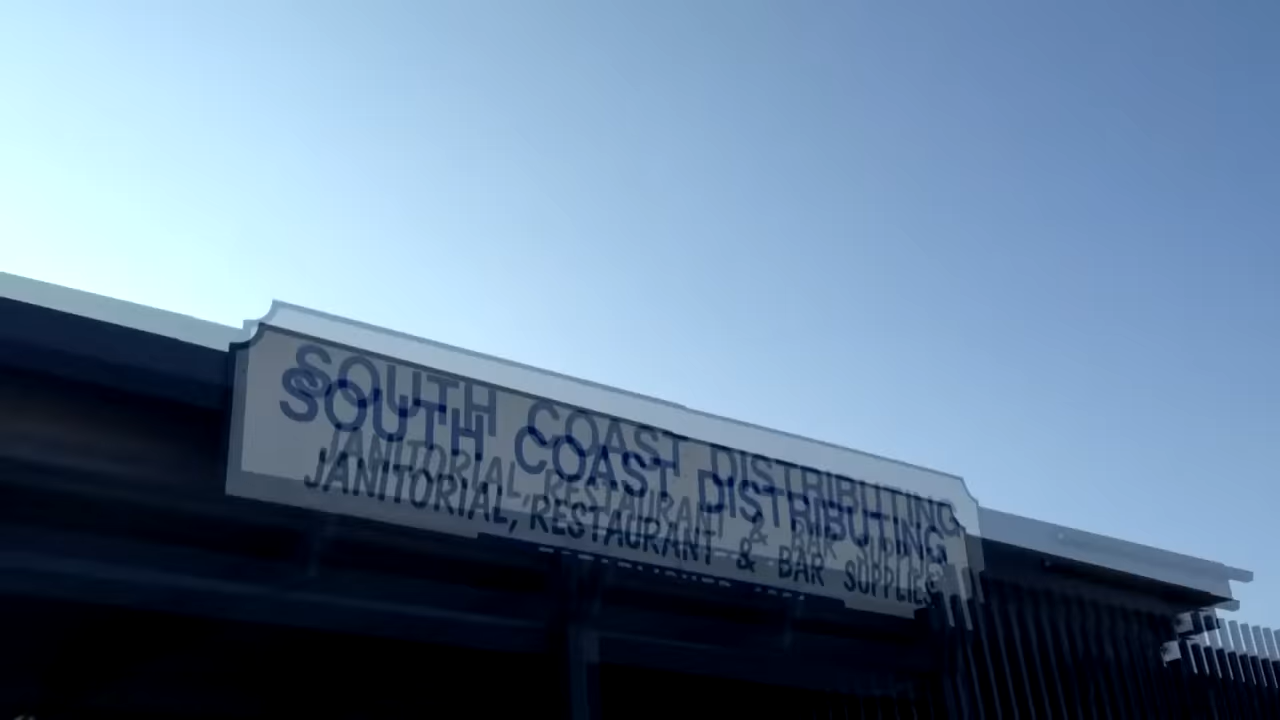 SOUTH COAST DISTRIBUTING
JANITORIAL, RESTAURANT & BAR SUPPLIES